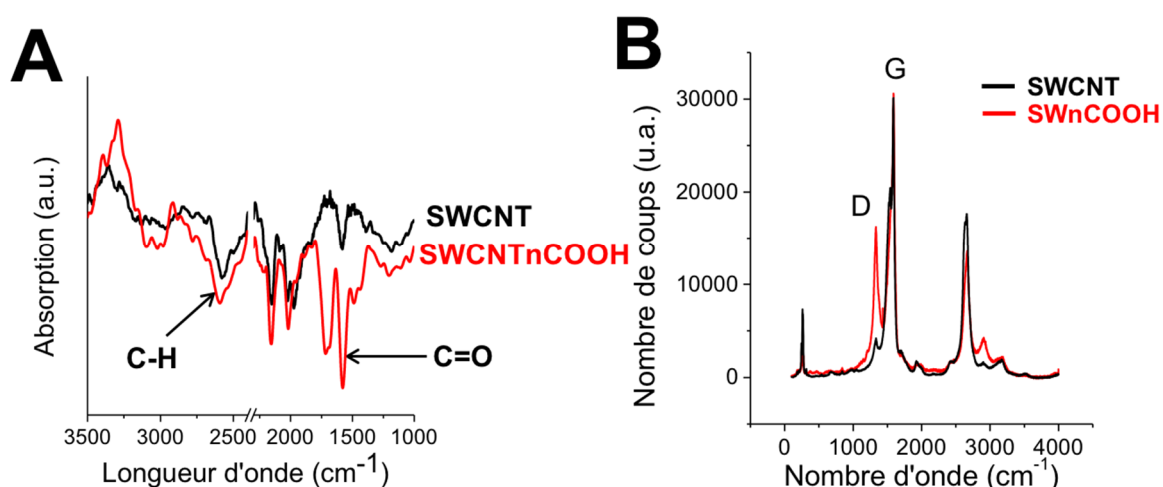 A
Absorption (a.u.)
SWCNT
SWCNTnCOOH
C-H
C=O
3500 3000 2500 2000 1500 1000
Longueur d'onde (cm-1)
B
Nombre de coups (u.a.)
30000
20000
10000
0
G
D
SWCNT
SWnCOOH
0 1000 2000 3000 4000
Nombre d'onde (cm-1)